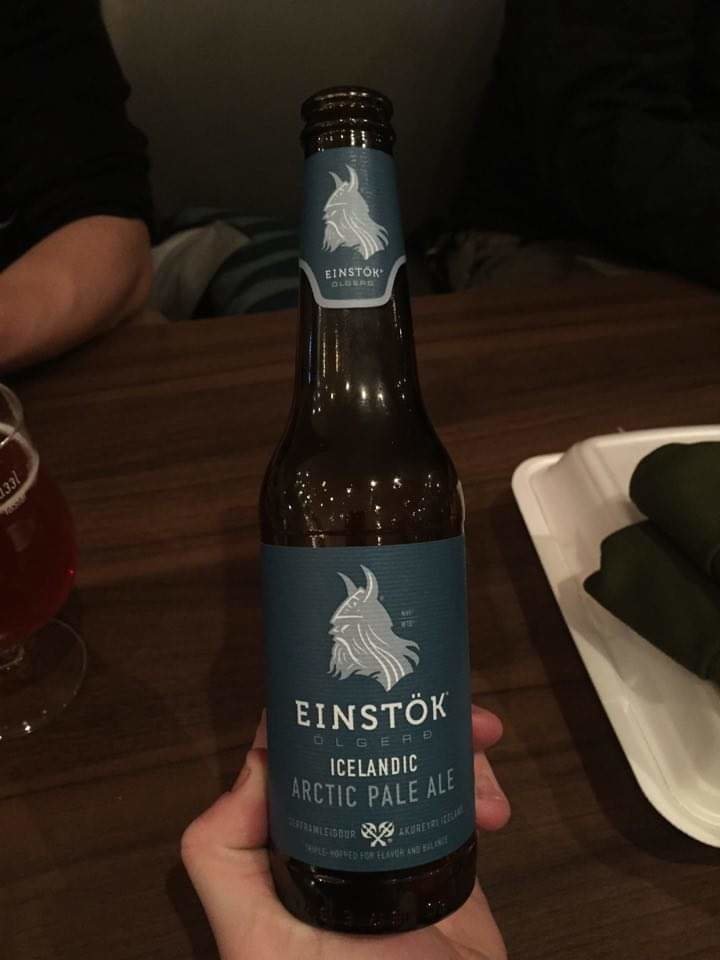 EINSTÖK
ÖLGERÐ
EINSTÖK
ÖLGERÐ
ICELANDIC
ARCTIC PALE ALE
AKUREYRI ICELAND
TRIPLE-HOPPED FOR FLAVOR AND BALANCE